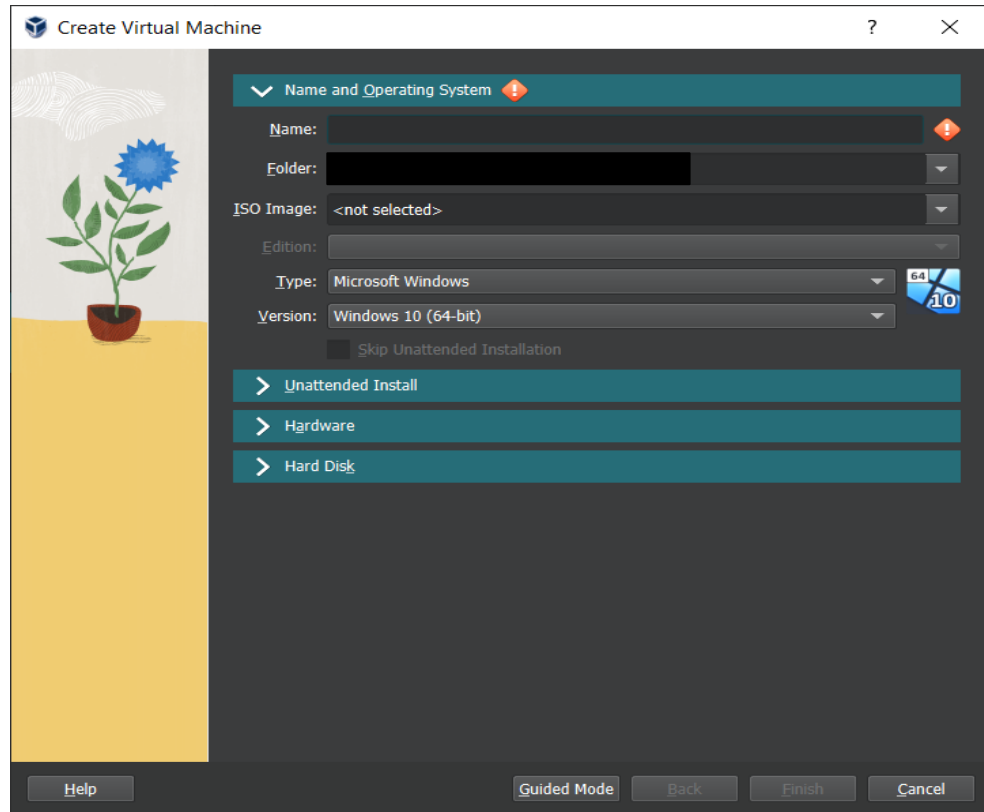 Create Virtual Machine ?
Name and Operating System
Name:
Folder:
ISO Image: <not selected>
Edition:
Type: Microsoft Windows 64
10
Version: Windows 10 (64-bit)
Skip Unattended Installation
Unattended Install
Hardware
Hard Disk
Help Guided Mode Back Finish Cancel